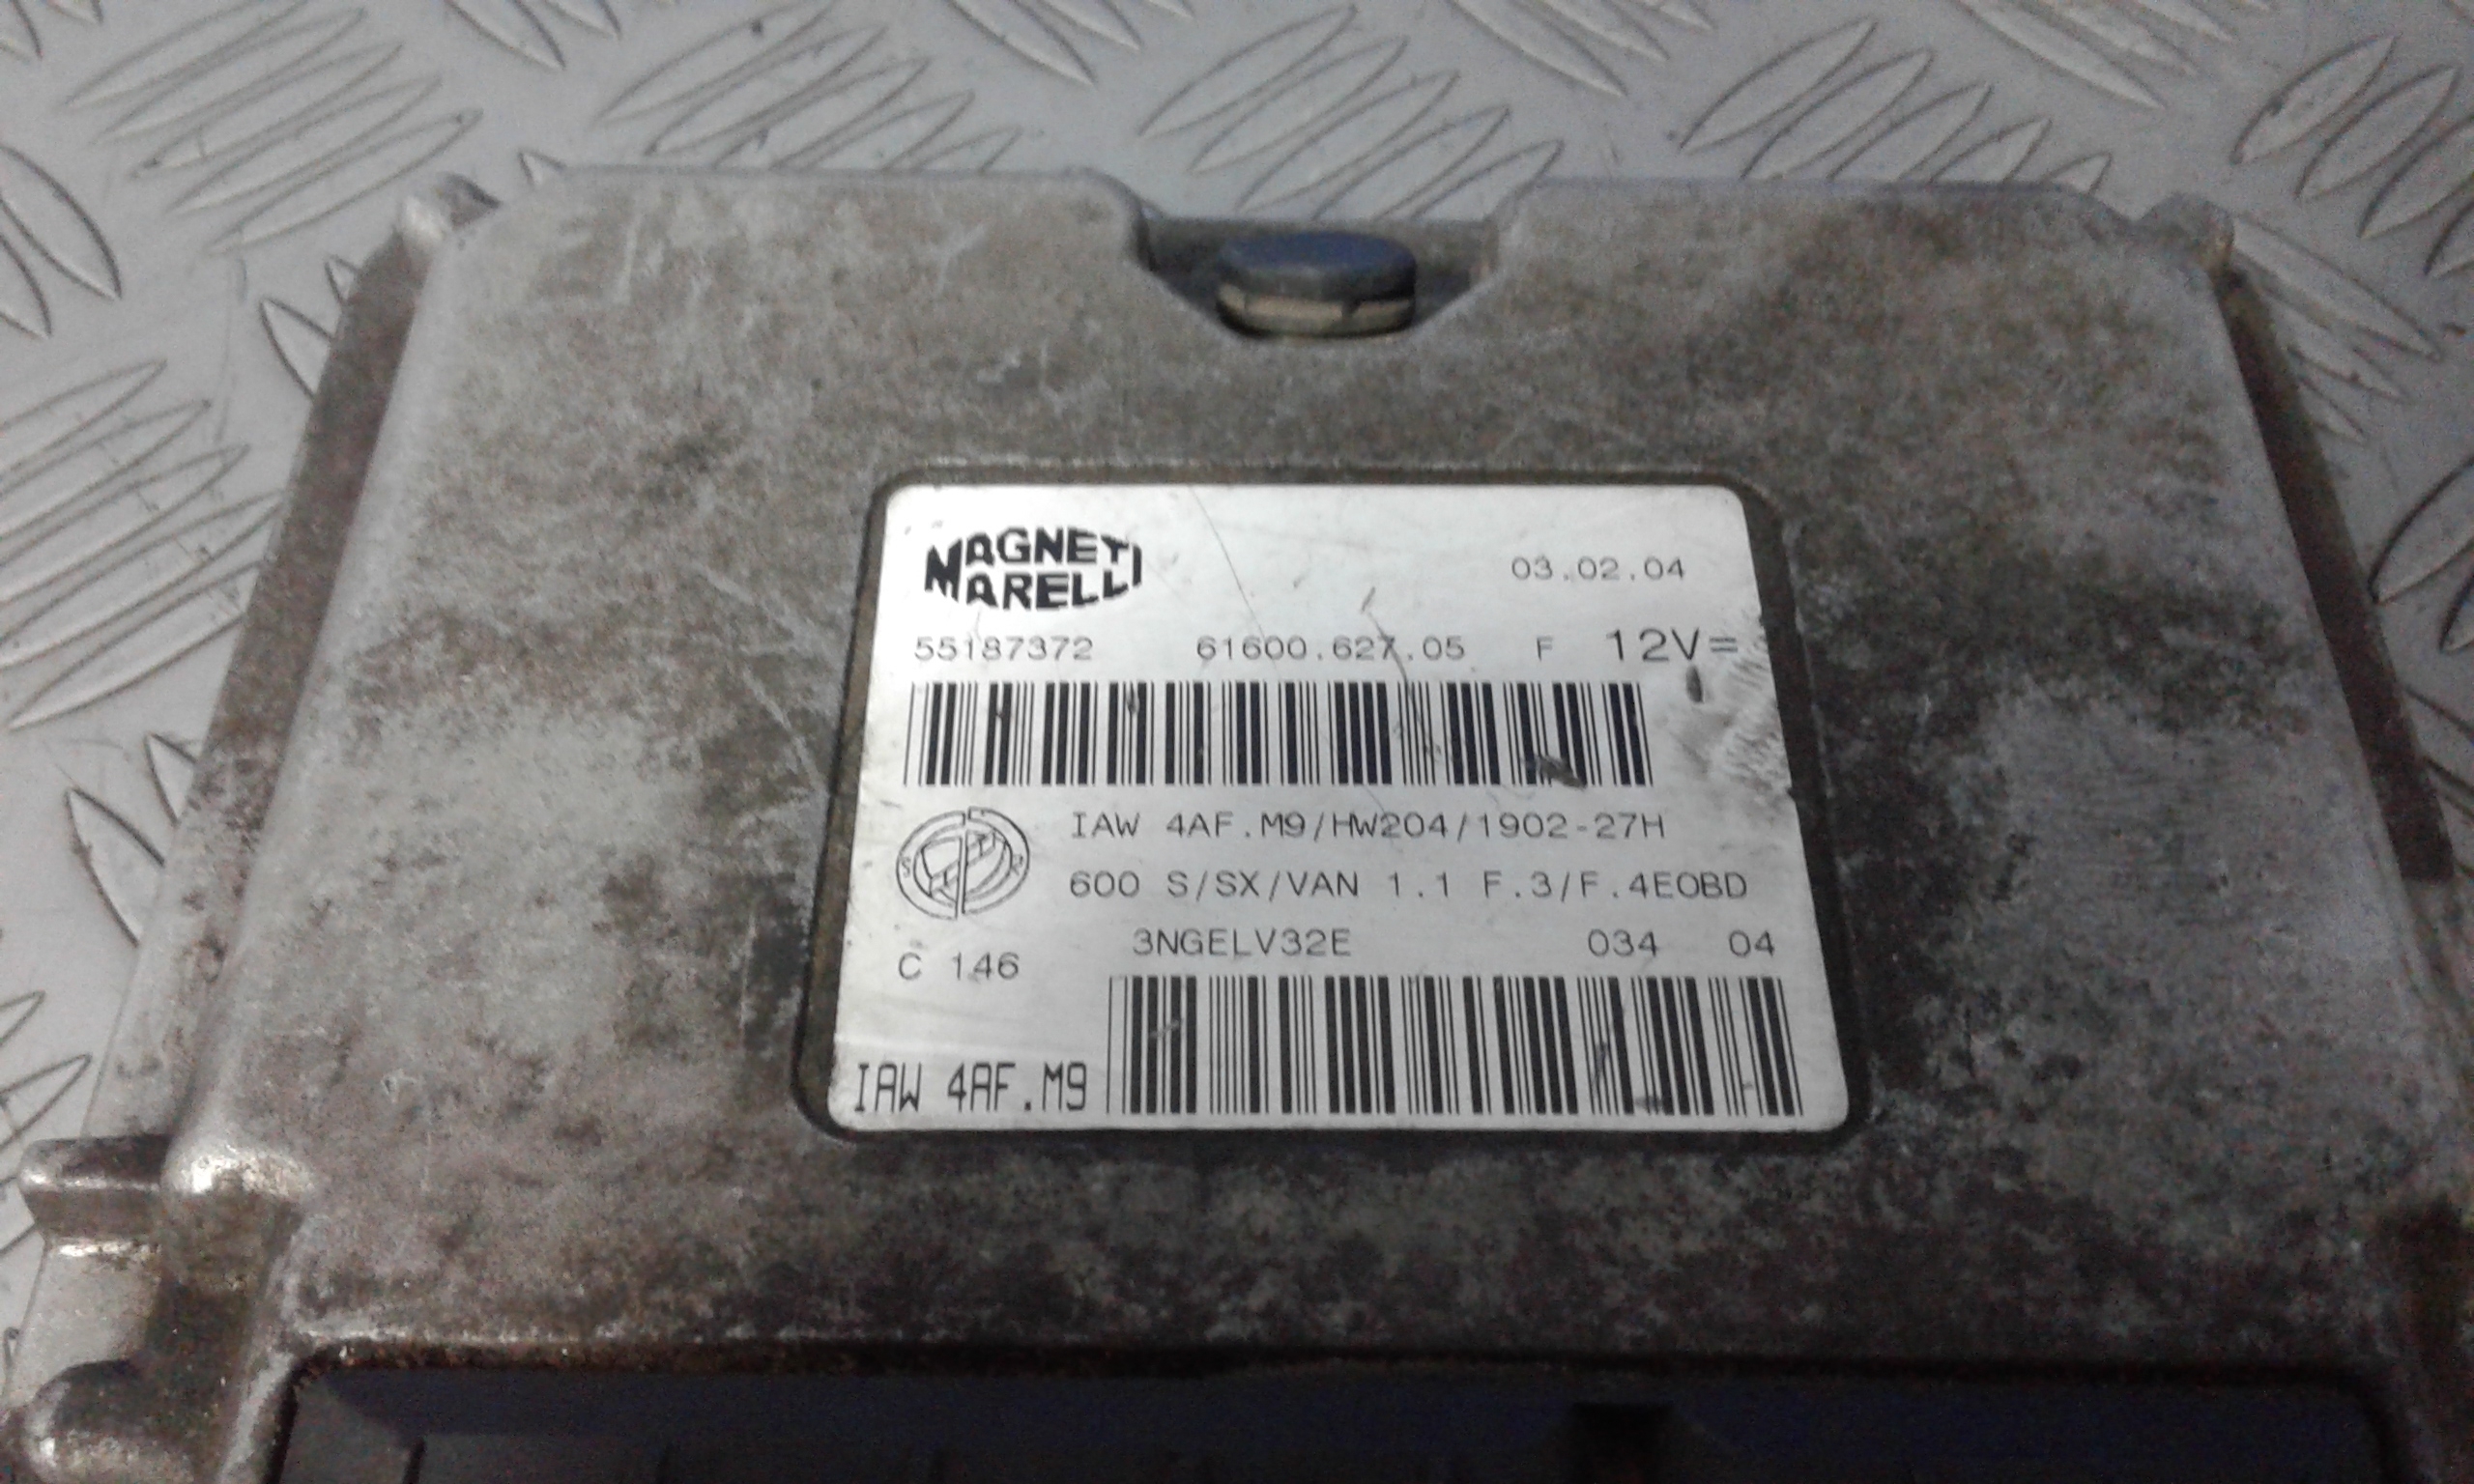 MAGNETI
MARELLI
03.02.04
55187372 61600.627.05 F 12V=
IAW 4AF.M9/HW204/1902-27H
600 S/SX/VAN 1.1 F.3/F.4EOBD
3NGELV32E 034 04
C 146
IAW 4AF.M9